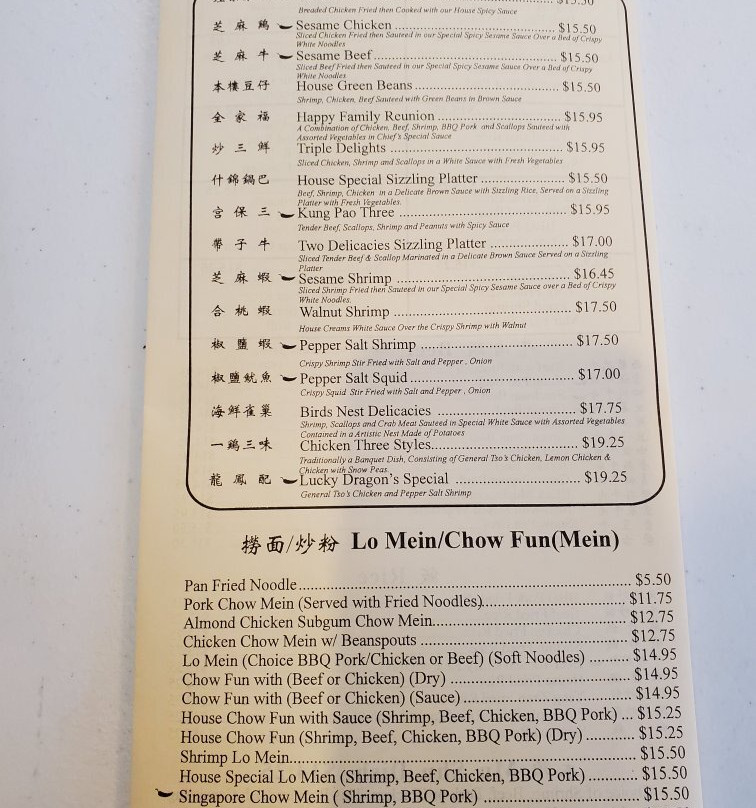 $15.50
Breaded Chicken Fried then Cooked with our House Spicy Sauce
芝 麻 鷄 Sesame Chicken $15.50
Sliced Chicken Fried then Sauteed in our Special Spicy Sesame Sauce Over a Bed of Crispy
White Noodles
芝 麻 牛 Sesame Beef $15.50
Sliced Beef Fried then Sauteed in our Special Spicy Sesame Sauce Over a Bed of Crispy
White Noodles
本樓豆仔 House Green Beans $15.50
Shrimp, Chicken, Beef Sauteed with Green Beans in Brown Sauce
全 家 福 Happy Family Reunion $15.95
A Combination of Chicken, Beef, Shrimp, BBQ Pork and Scallops Sauteed with
Assorted Vegetables in Chef's Special Sauce
炒 三 鮮 Triple Delights $15.95
Sliced Chicken, Shrimp and Scallops in a White Sauce with Fresh Vegetables
什錦鍋巴 House Special Sizzling Platter $15.50
Beef, Shrimp, Chicken in a Delicate Brown Sauce with Sizzling Rice, Served on a Sizzling
Platter with Fresh Vegetables.
宮 保 三 Kung Pao Three $15.95
Tender Beef, Scallops, Shrimp and Peanuts with Spicy Sauce
帶 子 牛 Two Delicacies Sizzling Platter $17.00
Sliced Tender Beef & Scallop Marinated in a Delicate Brown Sauce Served on a Sizzling
Platter
芝 麻 蝦 Sesame Shrimp $16.45
Sliced Shrimp Fried then Sauteed in our Special Spicy Sesame Sauce over a Bed of Crispy
White Noodles.
合 桃 蝦 Walnut Shrimp $17.50
House Creams White Sauce Over the Crispy Shrimp with Walnut
椒 鹽 蝦 Pepper Salt Shrimp $17.50
Crispy Shrimp Stir Fried with Salt and Pepper , Onion
椒鹽魷魚 Pepper Salt Squid $17.00
Crispy Squid Stir Fried with Salt and Pepper , Onion
海鮮雀巢 Birds Nest Delicacies $17.75
Shrimp, Scallops and Crab Meat Sauteed in Special White Sauce with Assorted Vegetables
Contained in a Artistic Nest Made of Potatoes
一鷄三味 Chicken Three Styles $19.25
Traditionally a Banquet Dish, Consisting of General Tso's Chicken, Lemon Chicken &
Chicken with Snow Peas.
龍 鳳 配 Lucky Dragon's Special $19.25
General Tso's Chicken and Pepper Salt Shrimp
撈面/炒粉 Lo Mein/Chow Fun(Mein)
Pan Fried Noodle $5.50
Pork Chow Mein (Served with Fried Noodles) $11.75
Almond Chicken Subgum Chow Mein $12.75
Chicken Chow Mein w/ Beanspouts $12.75
Lo Mein (Choice BBQ Pork/Chicken or Beef) (Soft Noodles) $14.95
Chow Fun with (Beef or Chicken) (Dry) $14.95
Chow Fun with (Beef or Chicken) (Sauce) $14.95
House Chow Fun with Sauce (Shrimp, Beef, Chicken, BBQ Pork) $15.25
House Chow Fun (Shrimp, Beef, Chicken, BBQ Pork) (Dry) $15.25
Shrimp Lo Mein $15.50
House Special Lo Mien (Shrimp, Beef, Chicken, BBQ Pork) $15.50
Singapore Chow Mein ( Shrimp, BBQ Pork) $15.50